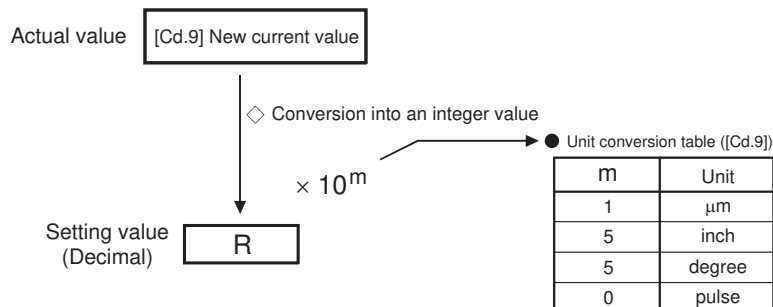 Actual value
[Cd.9] New current value
◇ Conversion into an integer value
× 10m
● Unit conversion table ([Cd.9])
m Unit
1 μm
5 inch
5 degree
0 pulse
Setting value
(Decimal)
R